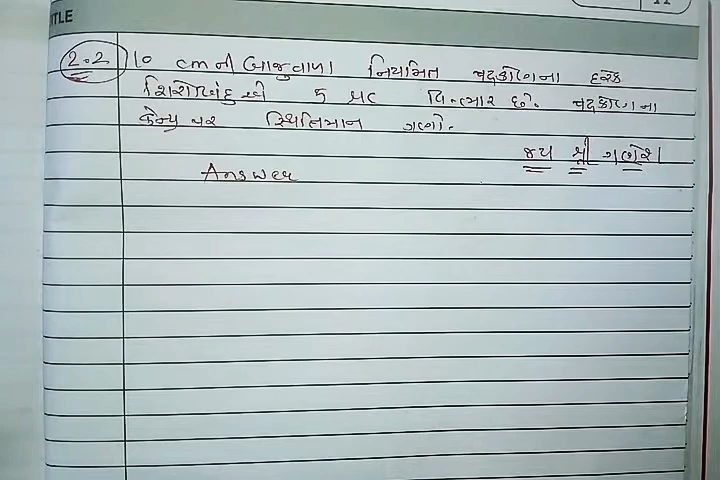 TLE
2.2 10 cm ની બાજુવાળા નિયમિત ષટ્કોણના દરેક
શિરોબિંદુએ 5 μC વિદ્યુતભાર છે. ષટ્કોણના
કેન્દ્ર પર સ્થિતિમાન ગણો.
જય શ્રી ગણેશ
Answer